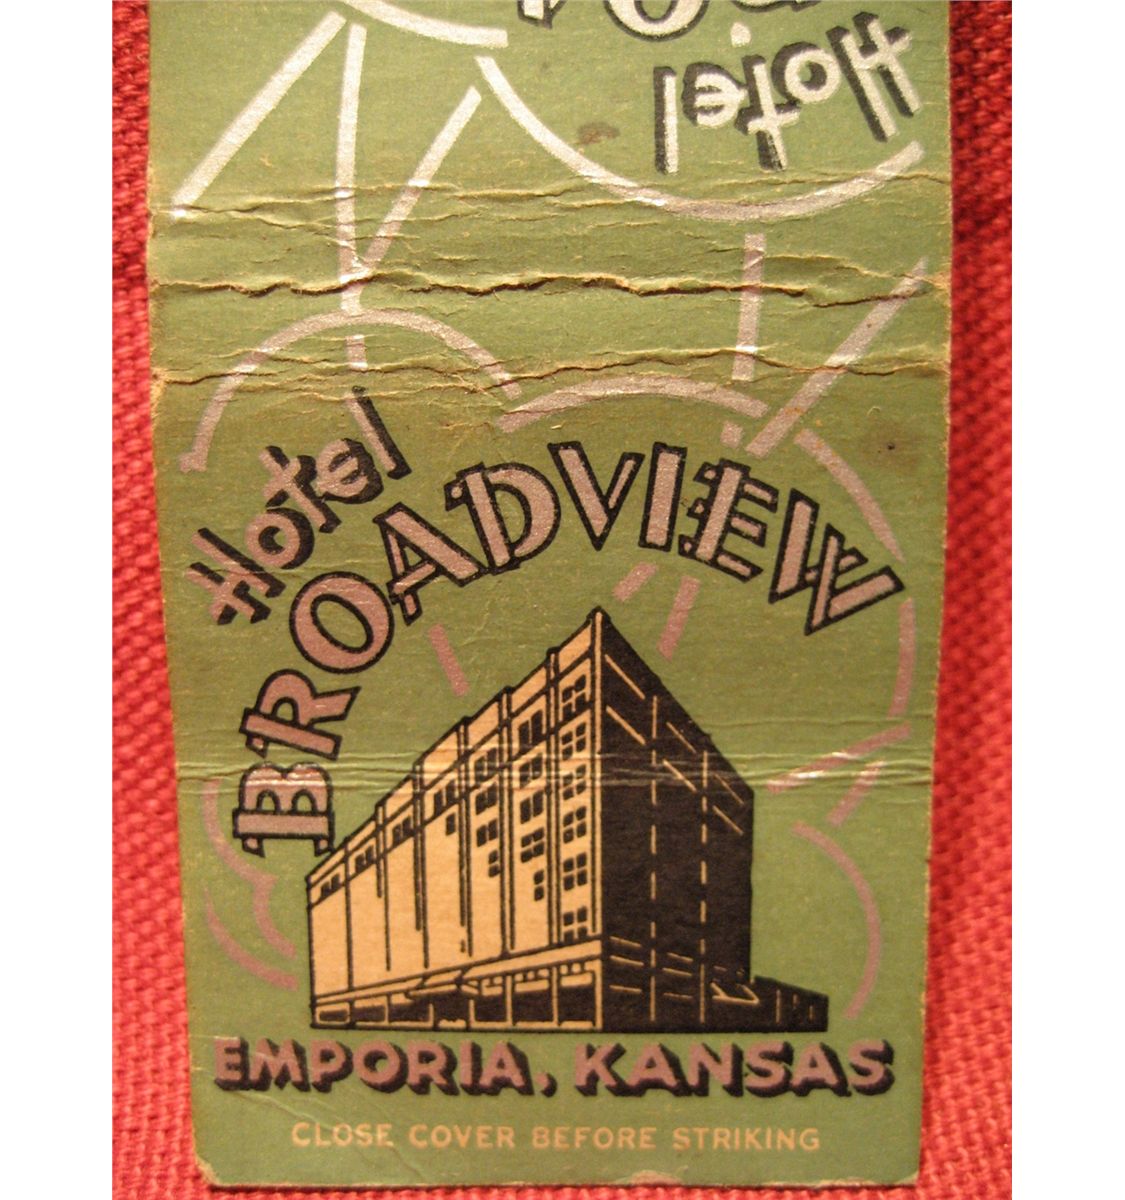 Hotel
Hotel
BROADVIEW
EMPORIA, KANSAS
CLOSE COVER BEFORE STRIKING